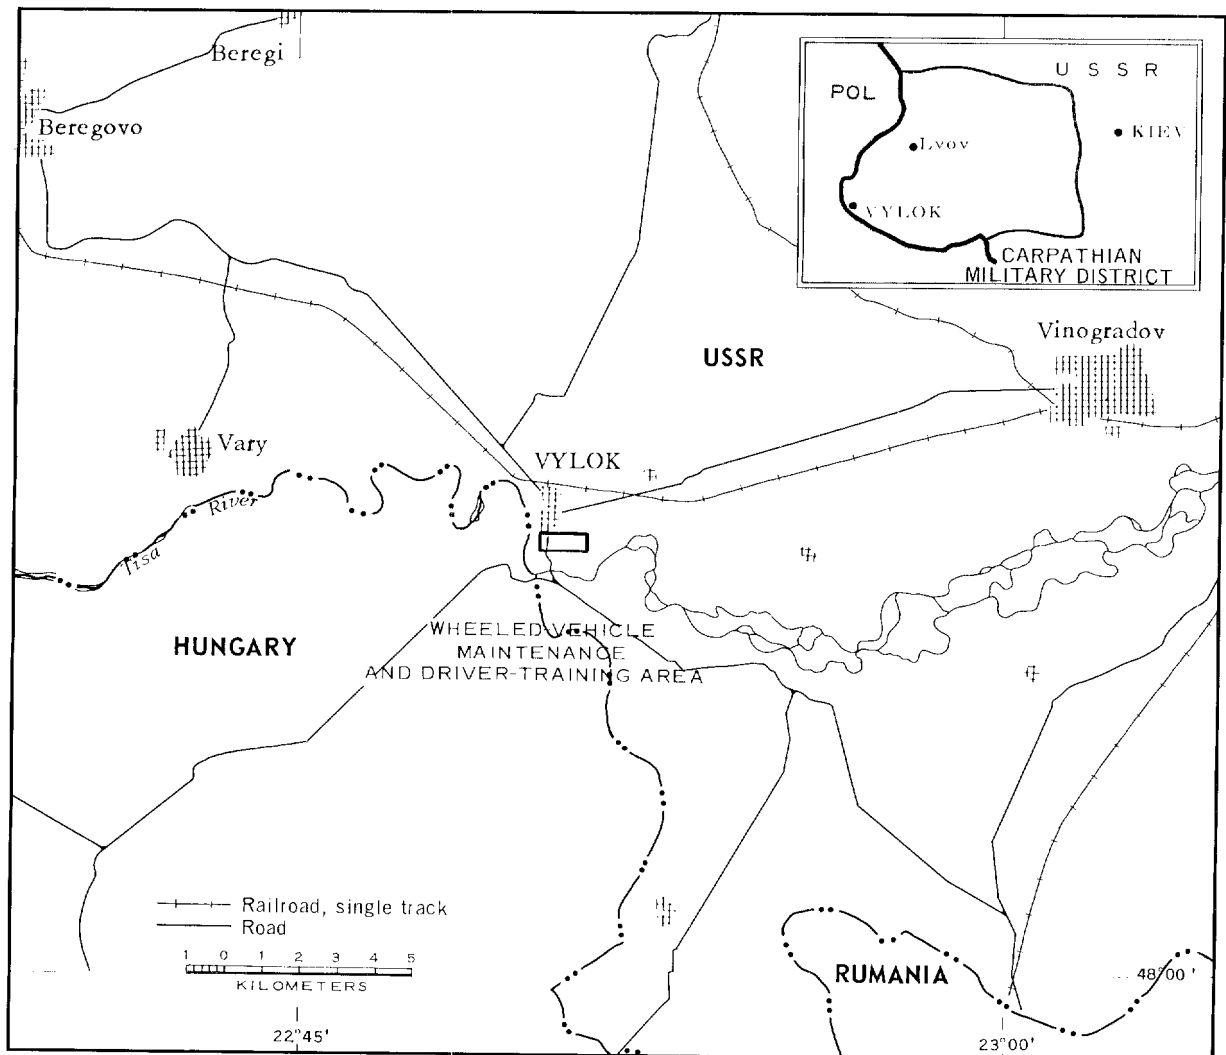 Beregi
Beregovo
U S S R
POL
KIEV
Lvov
VYLOK
CARPATHIAN
MILITARY DISTRICT
Vinogradov
USSR
Vary
VYLOK
Tisa River
HUNGARY
WHEELED-VEHICLE
MAINTENANCE
AND DRIVER-TRAINING AREA
Railroad, single track
Road
1 0 1 2 3 4 5
KILOMETERS
RUMANIA
48°00'
22°45'
23°00'